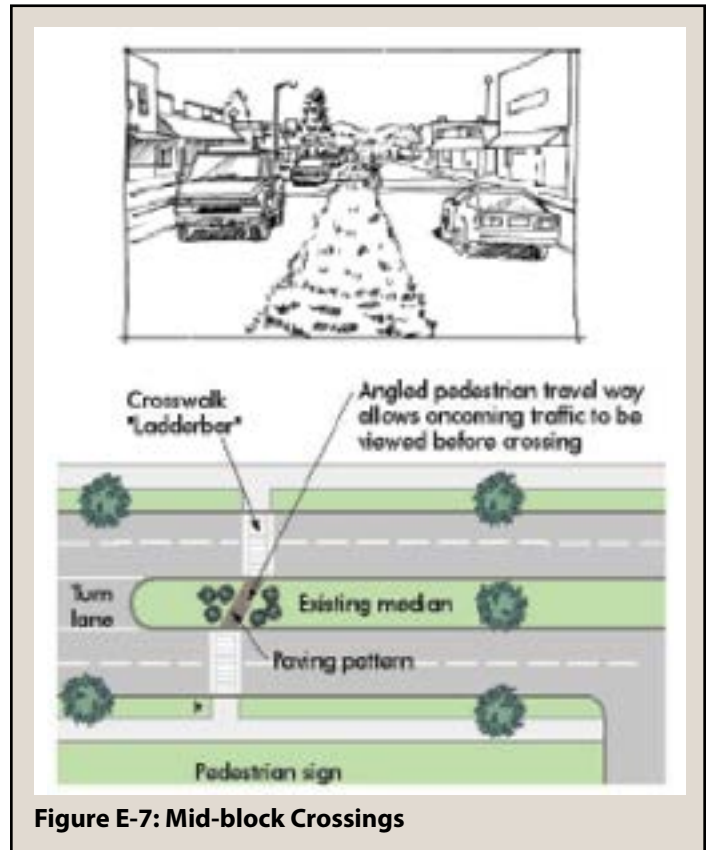 Crosswalk
"Ladderbar"
Angled pedestrian travel way
allows oncoming traffic to be
viewed before crossing
Turn
lane
Existing median
Paving pattern
Pedestrian sign
Figure E-7: Mid-block Crossings